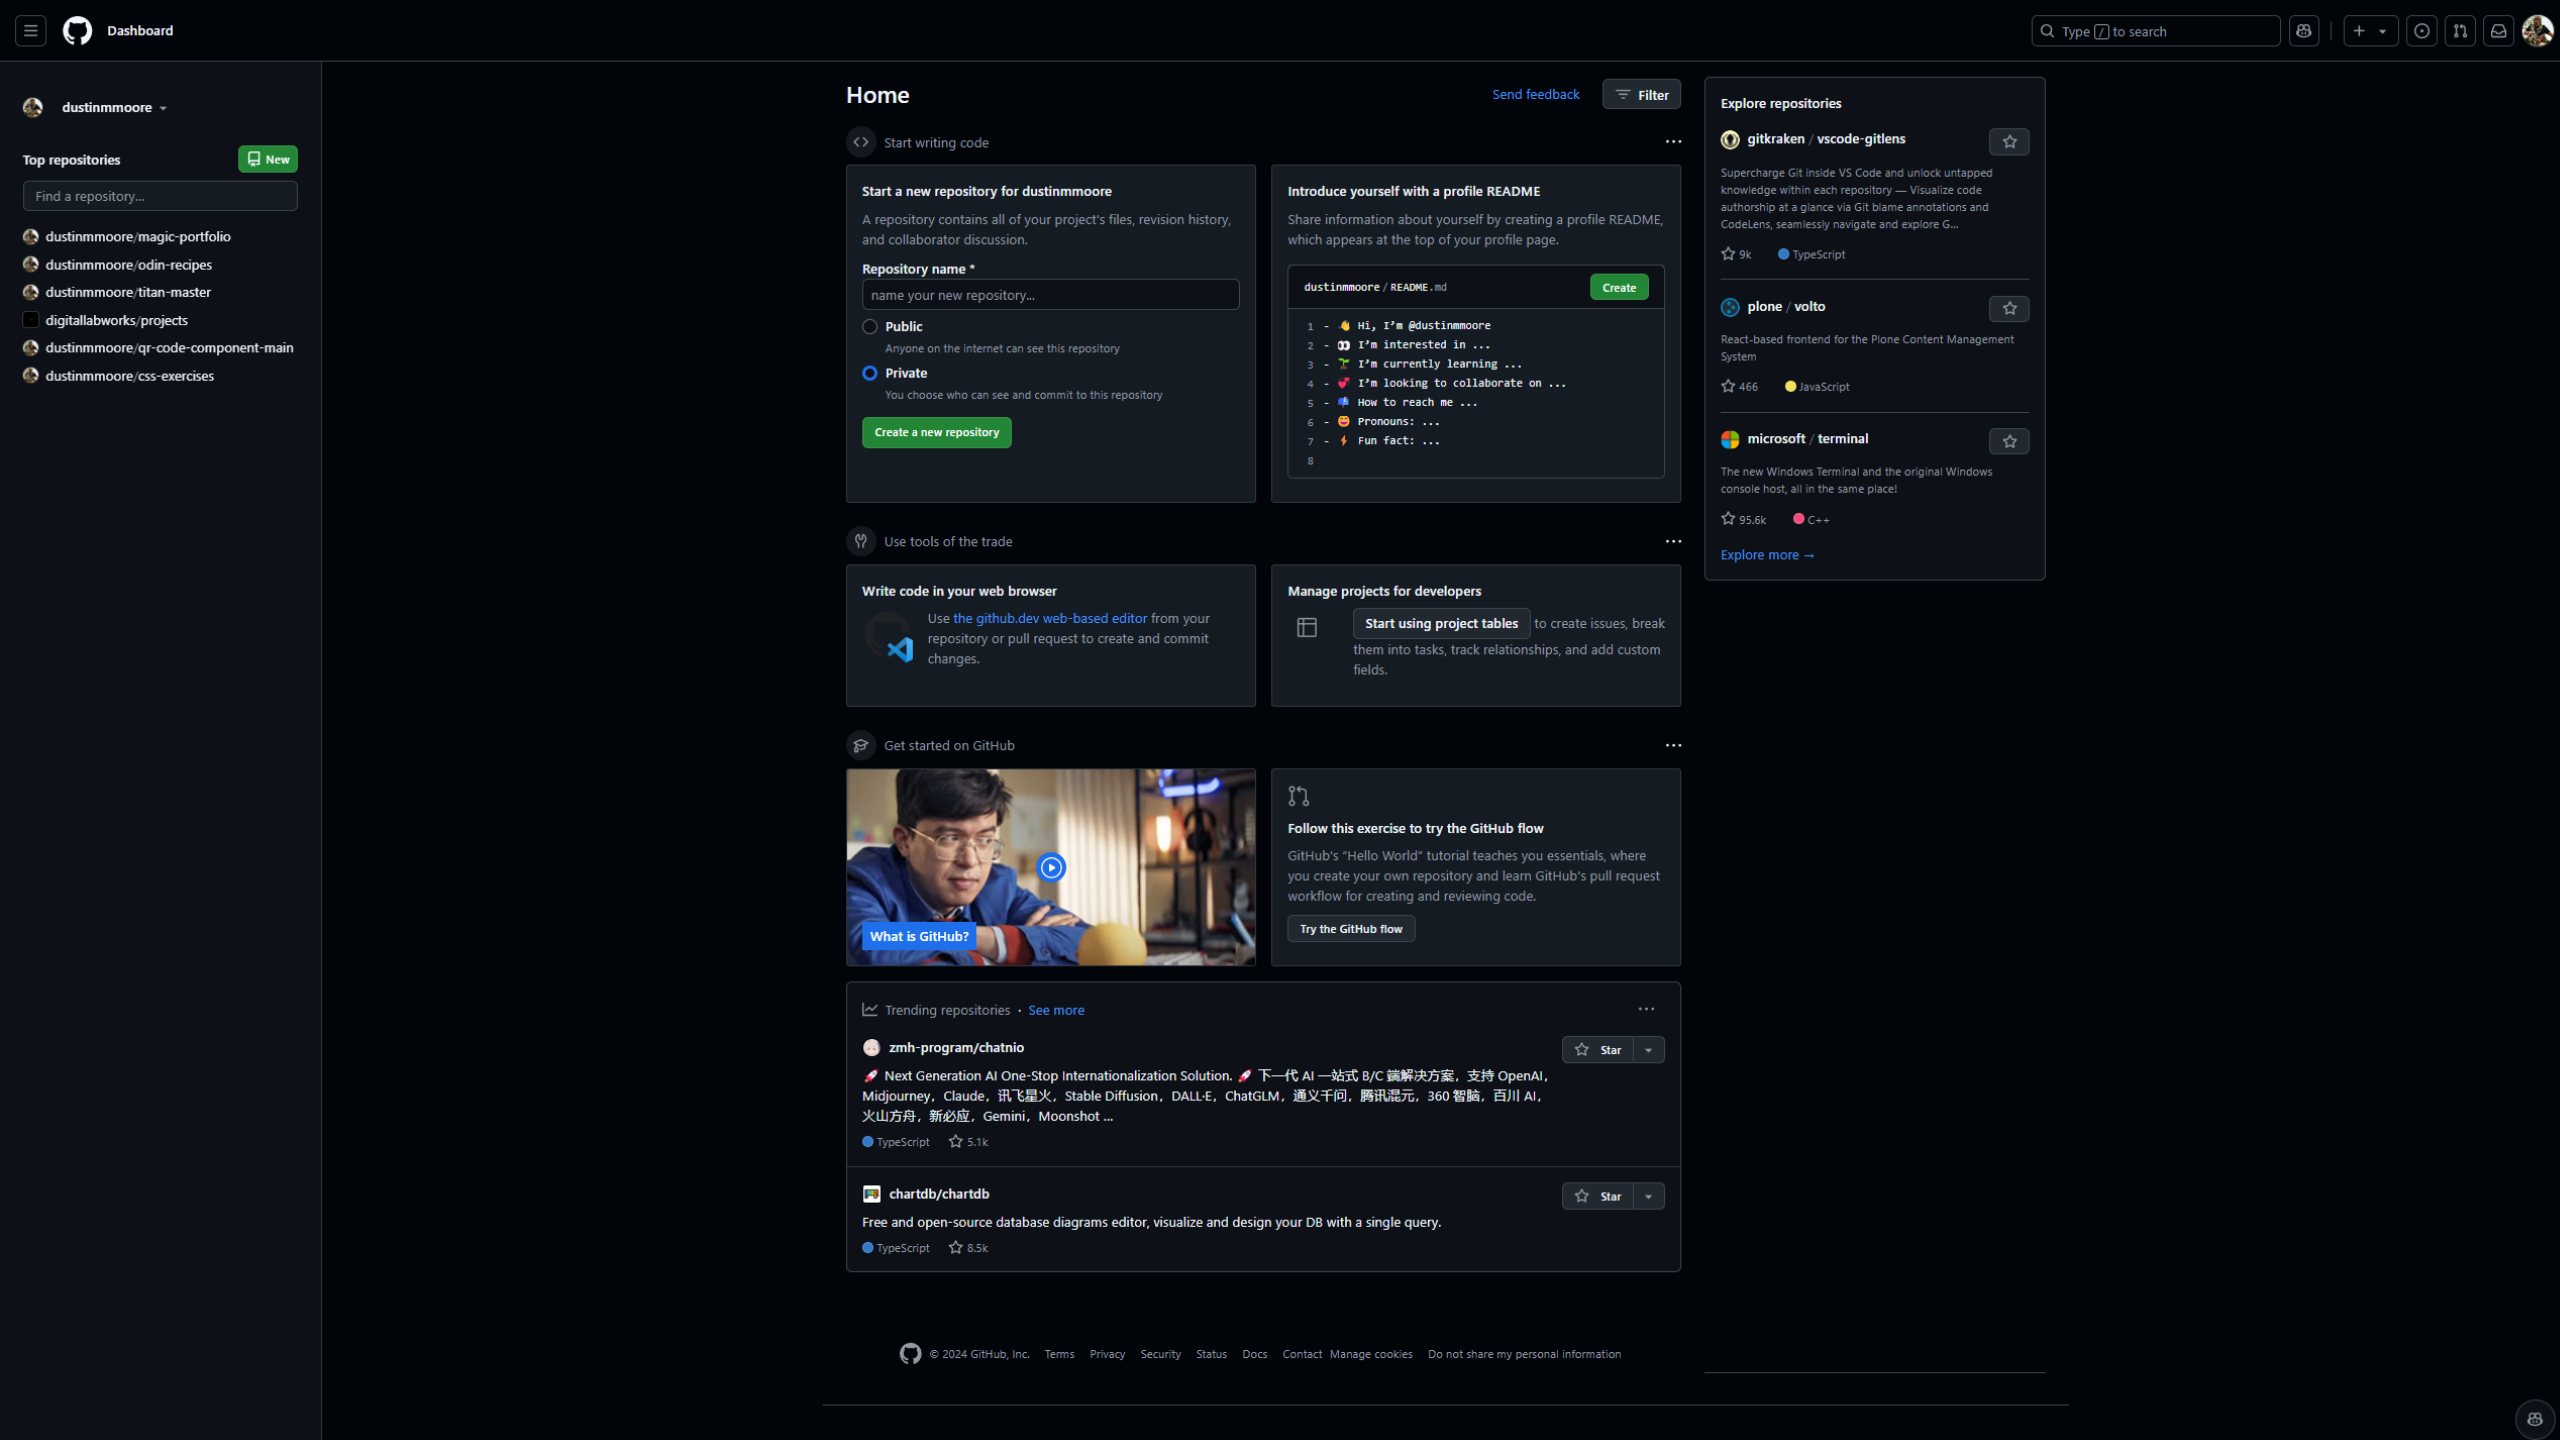 Dashboard
Type / to search
dustinmmoore
Top repositories
New
Find a repository...
dustinmmoore/magic-portfolio
dustinmmoore/odin-recipes
dustinmmoore/titan-master
digitallabworks/projects
dustinmmoore/qr-code-component-main
dustinmmoore/css-exercises
Home
Send feedback
Filter
Start writing code
Start a new repository for dustinmmoore
A repository contains all of your project's files, revision history,
and collaborator discussion.
Repository name *
name your new repository...
Public
Anyone on the internet can see this repository
Private
You choose who can see and commit to this repository
Create a new repository
Introduce yourself with a profile README
Share information about yourself by creating a profile README,
which appears at the top of your profile page.
dustinmmoore / README.md
Create
1 - 👋 Hi, I’m @dustinmmoore
2 - 👀 I’m interested in ...
3 - 🌱 I’m currently learning ...
4 - 💞️ I’m looking to collaborate on ...
5 - 📫 How to reach me ...
6 - 😄 Pronouns: ...
7 - ⚡ Fun fact: ...
8
Use tools of the trade
Write code in your web browser
Use the github.dev web-based editor from your
repository or pull request to create and commit
changes.
Manage projects for developers
Start using project tables to create issues, break
them into tasks, track relationships, and add custom
fields.
Get started on GitHub
What is GitHub?
Follow this exercise to try the GitHub flow
GitHub's “Hello World” tutorial teaches you essentials, where
you create your own repository and learn GitHub's pull request
workflow for creating and reviewing code.
Try the GitHub flow
Trending repositories · See more
zmh-program/chatnio
Star
🚀 Next Generation AI One-Stop Internationalization Solution. 🚀 下一代 AI 一站式 B/C 端解决方案，支持 OpenAI，
Midjourney，Claude，讯飞星火，Stable Diffusion，DALL·E，ChatGLM，通义千问，腾讯混元，360 智脑，百川 AI，
火山方舟，新必应，Gemini，Moonshot ...
TypeScript 5.1k
chartdb/chartdb
Star
Free and open-source database diagrams editor, visualize and design your DB with a single query.
TypeScript 8.5k
Explore repositories
gitkraken / vscode-gitlens
Supercharge Git inside VS Code and unlock untapped
knowledge within each repository — Visualize code
authorship at a glance via Git blame annotations and
CodeLens, seamlessly navigate and explore G...
9k TypeScript
plone / volto
React-based frontend for the Plone Content Management
System
466 JavaScript
microsoft / terminal
The new Windows Terminal and the original Windows
console host, all in the same place!
95.6k C++
Explore more →
© 2024 GitHub, Inc. Terms Privacy Security Status Docs Contact Manage cookies Do not share my personal information